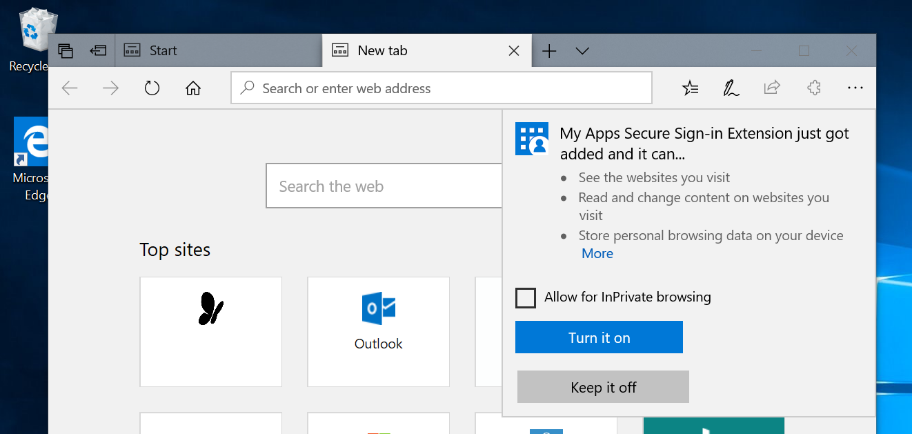 Recycle
Microso
Edge
Start
New tab
Search or enter web address
My Apps Secure Sign-in Extension just got
added and it can...
See the websites you visit
Read and change content on websites you
visit
Store personal browsing data on your device
More
Allow for InPrivate browsing
Turn it on
Keep it off
Search the web
Top sites
Outlook